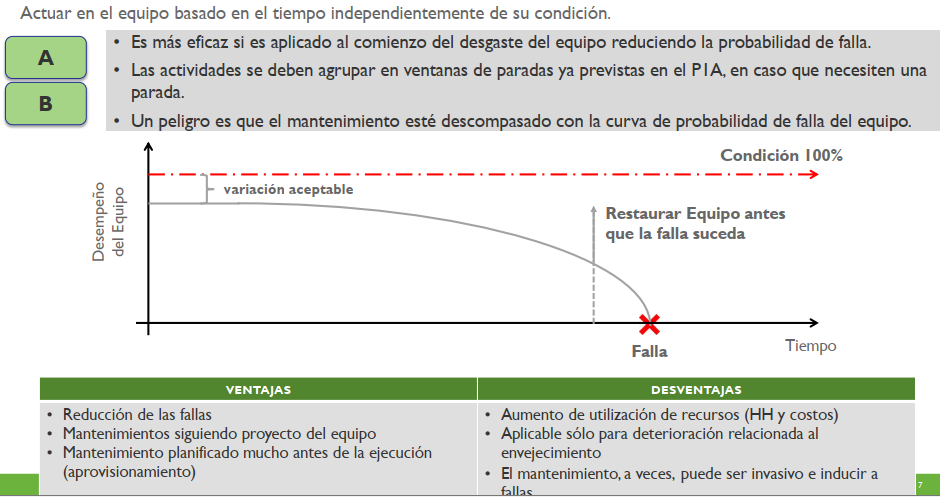 Actuar en el equipo basado en el tiempo independientemente de su condición.
A
B
• Es más eficaz si es aplicado al comienzo del desgaste del equipo reduciendo la probabilidad de falla.
• Las actividades se deben agrupar en ventanas de paradas ya previstas en el P1A, en caso que necesiten una
parada.
• Un peligro es que el mantenimiento esté descompasado con la curva de probabilidad de falla del equipo.
Condición 100%
variación aceptable
Desempeño
del Equipo
Restaurar Equipo antes
que la falla suceda
Falla
Tiempo
VENTAJAS
• Reducción de las fallas
• Mantenimientos siguiendo proyecto del equipo
• Mantenimiento planificado mucho antes de la ejecución
(aprovisionamiento)
DESVENTAJAS
• Aumento de utilización de recursos (HH y costos)
• Aplicable sólo para deterioración relacionada al
envejecimiento
• El mantenimiento, a veces, puede ser invasivo e inducir a
fallas
7